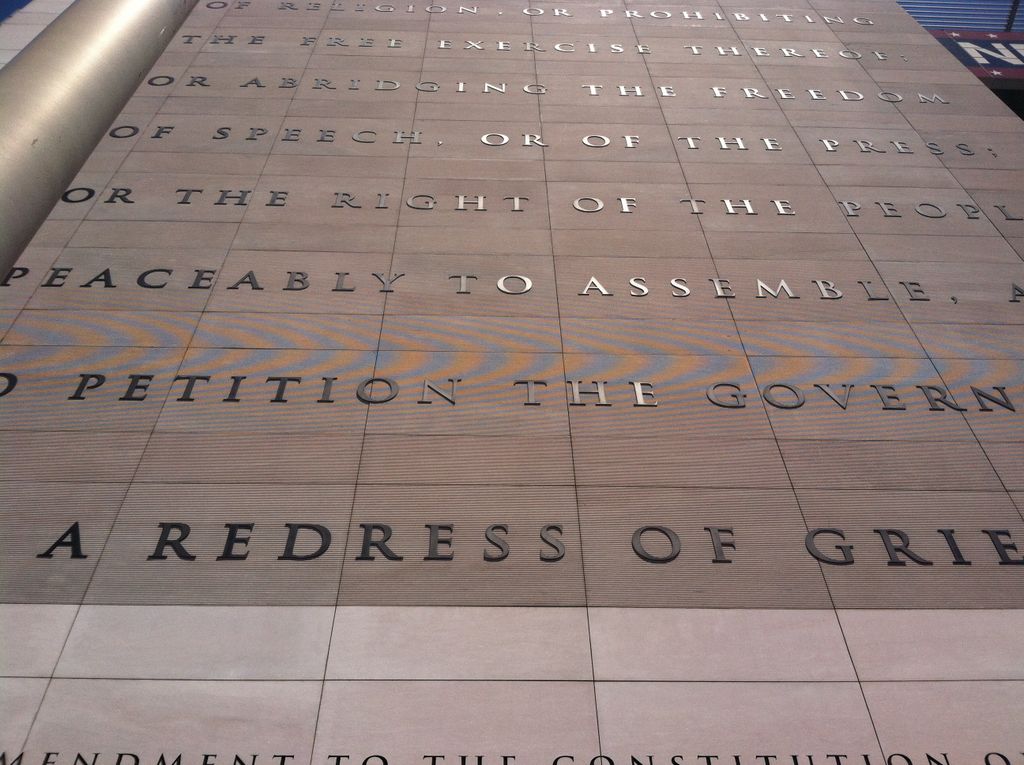 OF RELIGION, OR PROHIBITING
THE FREE EXERCISE THEREOF;
OR ABRIDGING THE FREEDOM
OF SPEECH, OR OF THE PRESS;
OR THE RIGHT OF THE PEOPL
PEACEABLY TO ASSEMBLE, A
O PETITION THE GOVERN
A REDRESS OF GRIE
MENDMENT TO THE CONSTITUTION O
NE